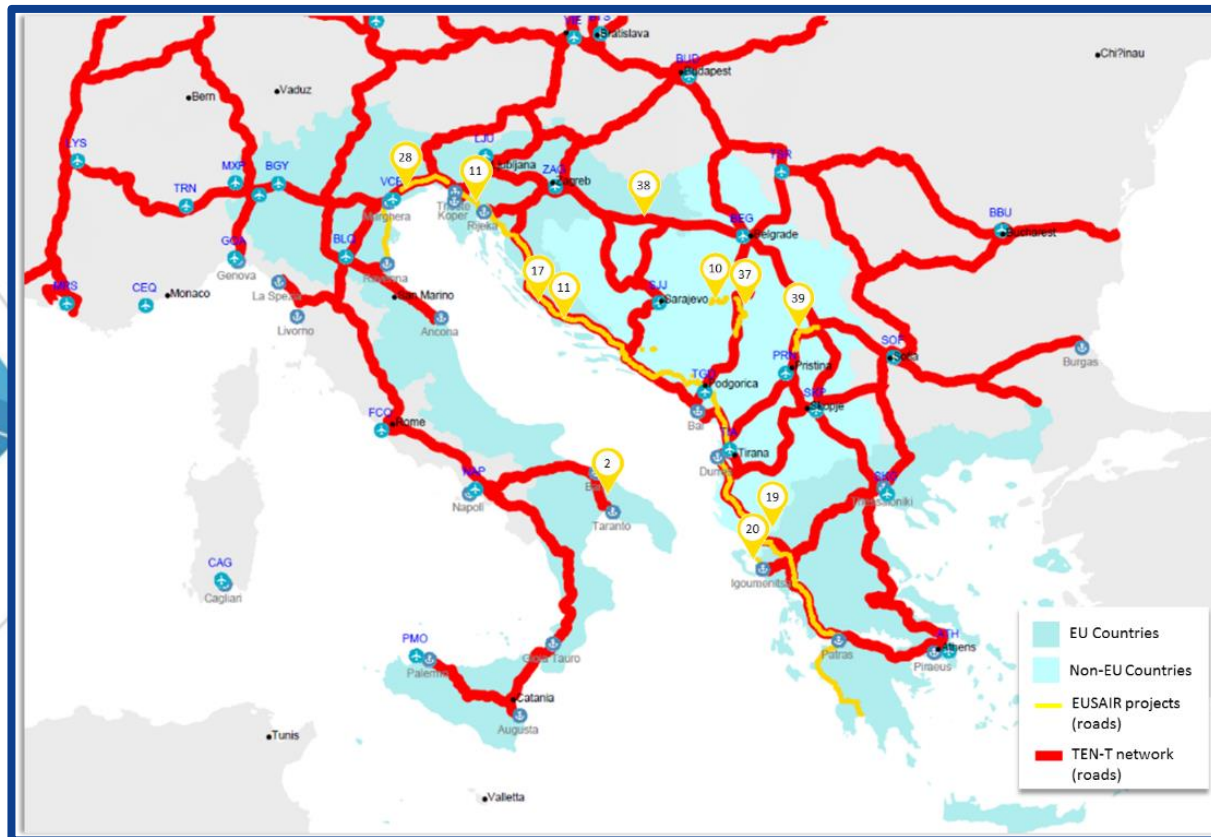 Bratislava
Chi?inau
BUD
Budapest
Vaduz
Bern
LYS
LJU
Ljubljana
28
MXP
BGY
11
ZAG
Zagreb
TSR
38
TRN
VCE
Marghera
Trieste
Koper
Rijeka
BBU
Bucharest
BEG
Belgrade
BLQ
GOA
Genova
Ravenna
17
11
10
37
La Spezia
San Marino
SJJ
Sarajevo
39
MRS
CEQ
Monaco
Livorno
Ancona
SOF
Sofia
Burgas
PRN
Pristina
TGD
Podgorica
SKP
Skopje
Bar
FCO
Rome
TIA
Tirana
Durres
2
NAP
Napoli
Bari
Taranto
19
20
Thessaloniki
CAG
Cagliari
Igoumenitsa
EU Countries
PMO
Palermo
Gioia Tauro
Patras
ATH
Athens
Piraeus
Non-EU Countries
Catania
Augusta
EUSAIR projects
(roads)
Tunis
TEN-T network
(roads)
Valletta